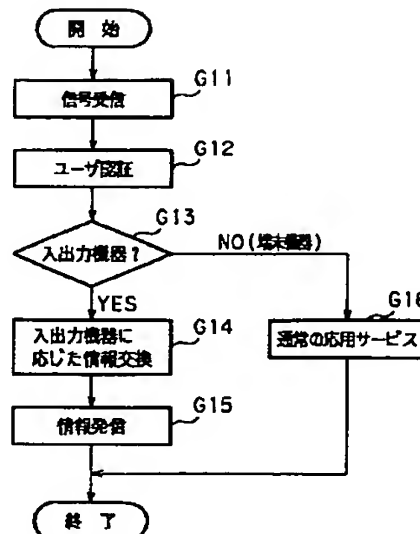 開始
G11
信号受信
G12
ユーザ認証
G13
入出力機器?
NO(端末機器)
YES
G14
入出力機器に
応じた情報交換
G16
通常の応用サービス
G15
情報発信
終了